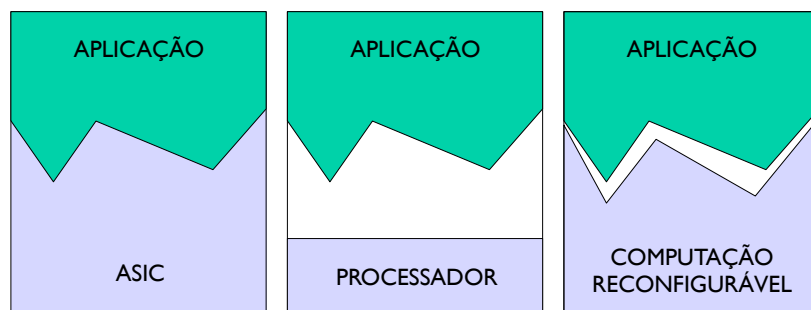 APLICAÇÃO
APLICAÇÃO
APLICAÇÃO
ASIC
PROCESSADOR
COMPUTAÇÃO
RECONFIGURÁVEL